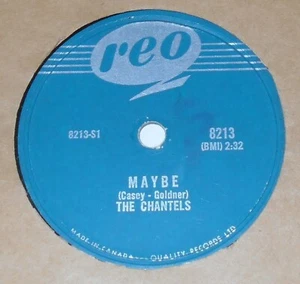 reo
8213-S1
8213
(BMI) 2:32
MAYBE
(Casey - Goldner)
THE CHANTELS
MADE IN CANADA — QUALITY RECORDS LTD